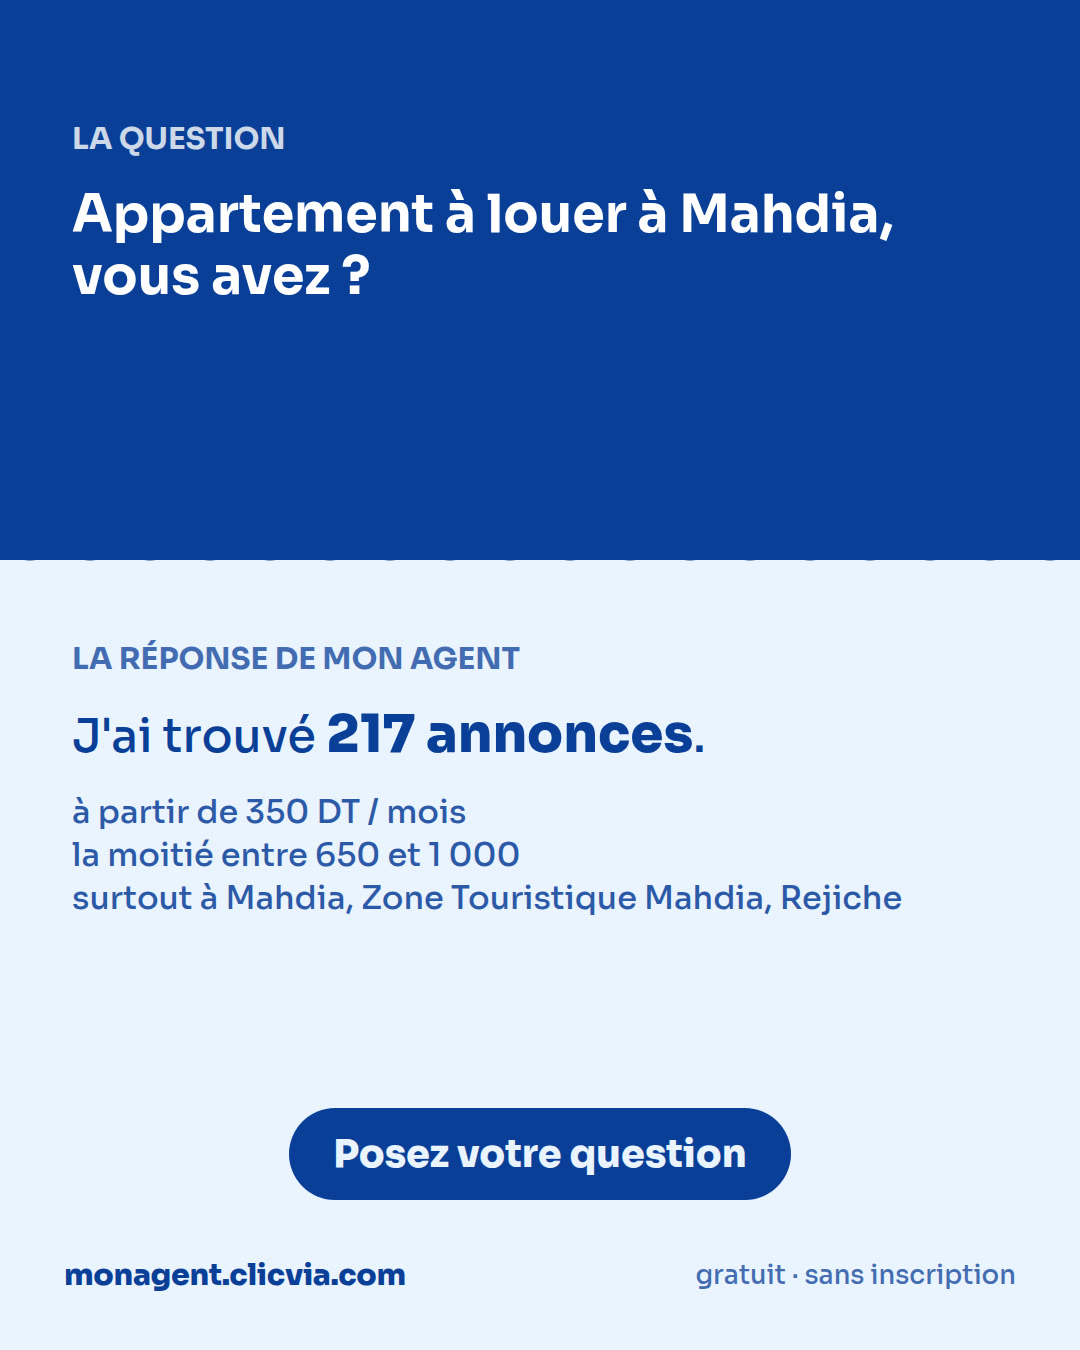 LA QUESTION
Appartement à louer à Mahdia,
vous avez ?
LA RÉPONSE DE MON AGENT
J'ai trouvé 217 annonces.
à partir de 350 DT / mois
la moitié entre 650 et 1 000
surtout à Mahdia, Zone Touristique Mahdia, Rejiche
Posez votre question
monagent.clicvia.com
gratuit · sans inscription